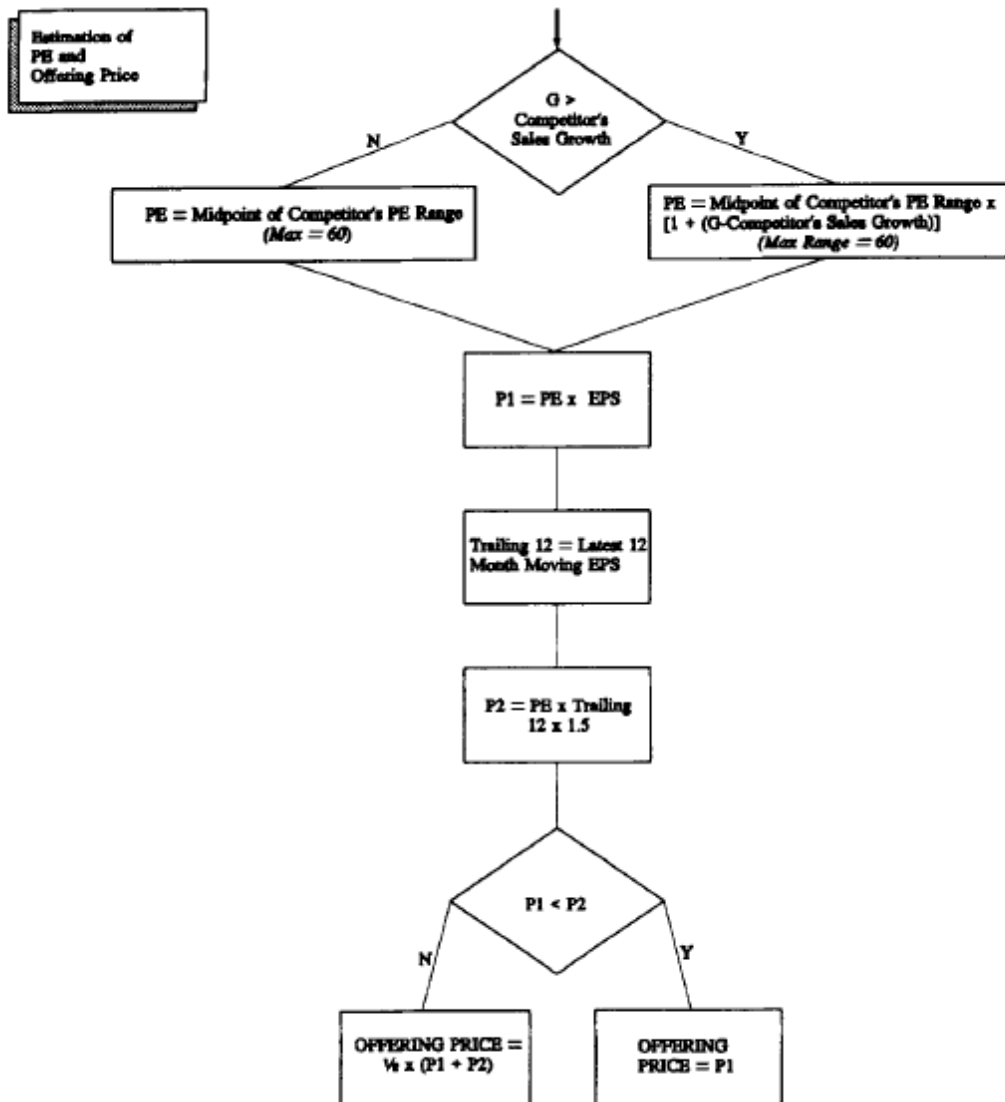 Estimation of
PE and
Offering Price
G >
Competitor's
Sales Growth
N
Y
PE = Midpoint of Competitor's PE Range
(Max = 60)
PE = Midpoint of Competitor's PE Range x
[1 + (G-Competitor's Sales Growth)]
(Max Range = 60)
P1 = PE x EPS
Trailing 12 = Latest 12
Month Moving EPS
P2 = PE x Trailing
12 x 1.5
P1 < P2
N
Y
OFFERING PRICE =
½ x (P1 + P2)
OFFERING
PRICE = P1